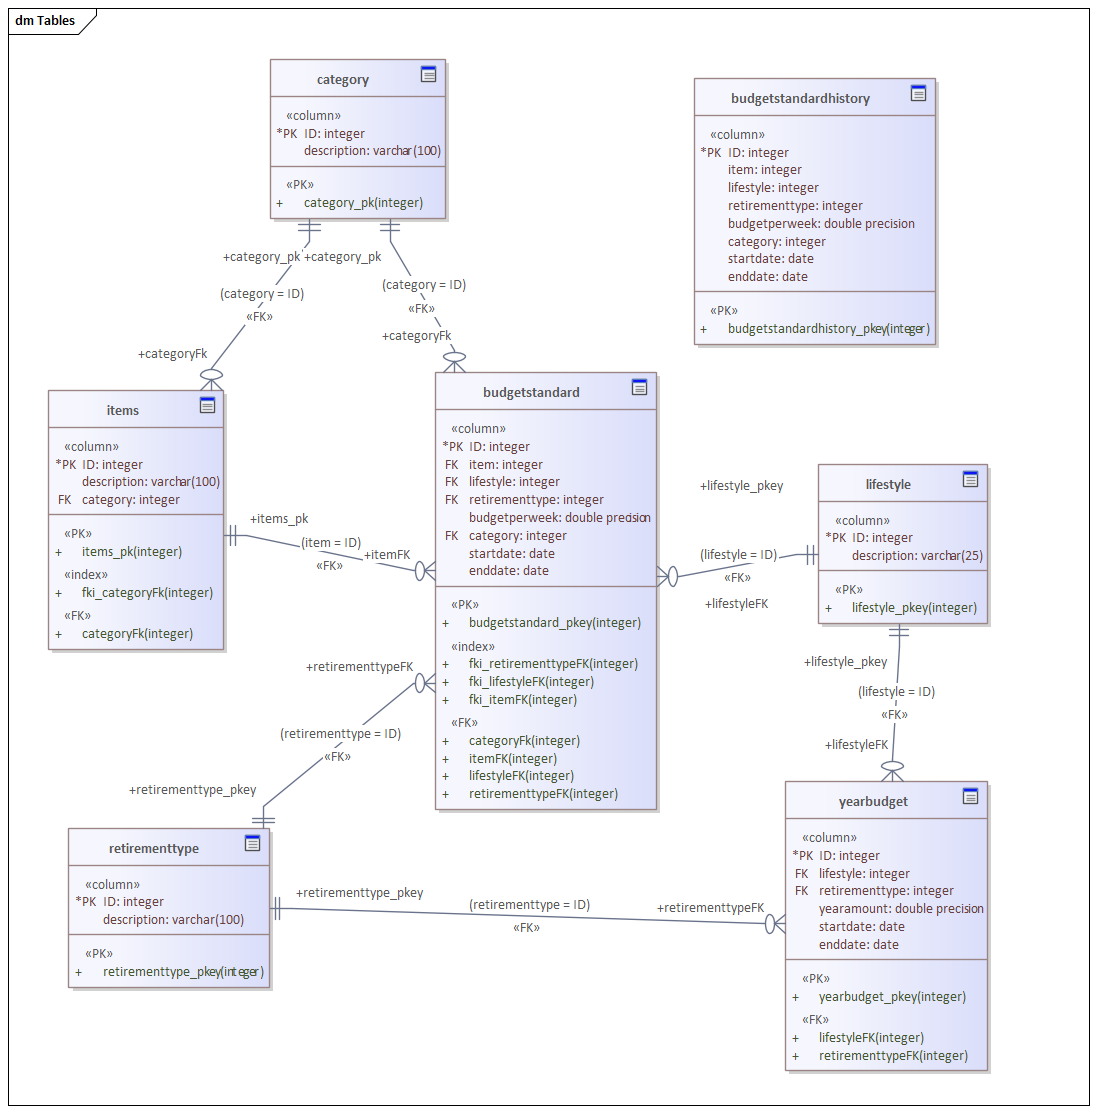 dm Tables
category
«column»
*PK ID: integer
description: varchar(100)
«PK»
+ category_pk(integer)
budgetstandardhistory
«column»
*PK ID: integer
item: integer
lifestyle: integer
retirementtype: integer
budgetperweek: double precision
category: integer
startdate: date
enddate: date
«PK»
+ budgetstandardhistory_pkey(integer)
+category_pk
+category_pk
(category = ID)
«FK»
+categoryFk
(category = ID)
«FK»
+categoryFk
items
«column»
*PK ID: integer
description: varchar(100)
FK category: integer
«PK»
+ items_pk(integer)
«index»
+ fki_categoryFk(integer)
«FK»
+ categoryFk(integer)
budgetstandard
«column»
*PK ID: integer
FK item: integer
FK lifestyle: integer
FK retirementtype: integer
budgetperweek: double precision
FK category: integer
startdate: date
enddate: date
«PK»
+ budgetstandard_pkey(integer)
«index»
+ fki_retirementtypeFK(integer)
+ fki_lifestyleFK(integer)
+ fki_itemFK(integer)
«FK»
+ categoryFk(integer)
+ itemFK(integer)
+ lifestyleFK(integer)
+ retirementtypeFK(integer)
+items_pk
(item = ID)
«FK»
+itemFK
+lifestyle_pkey
(lifestyle = ID)
«FK»
+lifestyleFK
lifestyle
«column»
*PK ID: integer
description: varchar(25)
«PK»
+ lifestyle_pkey(integer)
+lifestyle_pkey
(lifestyle = ID)
«FK»
+lifestyleFK
+retirementtypeFK
(retirementtype = ID)
«FK»
+retirementtype_pkey
retirementtype
«column»
*PK ID: integer
description: varchar(100)
«PK»
+ retirementtype_pkey(integer)
+retirementtype_pkey
(retirementtype = ID)
«FK»
+retirementtypeFK
yearbudget
«column»
*PK ID: integer
FK lifestyle: integer
FK retirementtype: integer
yearamount: double precision
startdate: date
enddate: date
«PK»
+ yearbudget_pkey(integer)
«FK»
+ lifestyleFK(integer)
+ retirementtypeFK(integer)